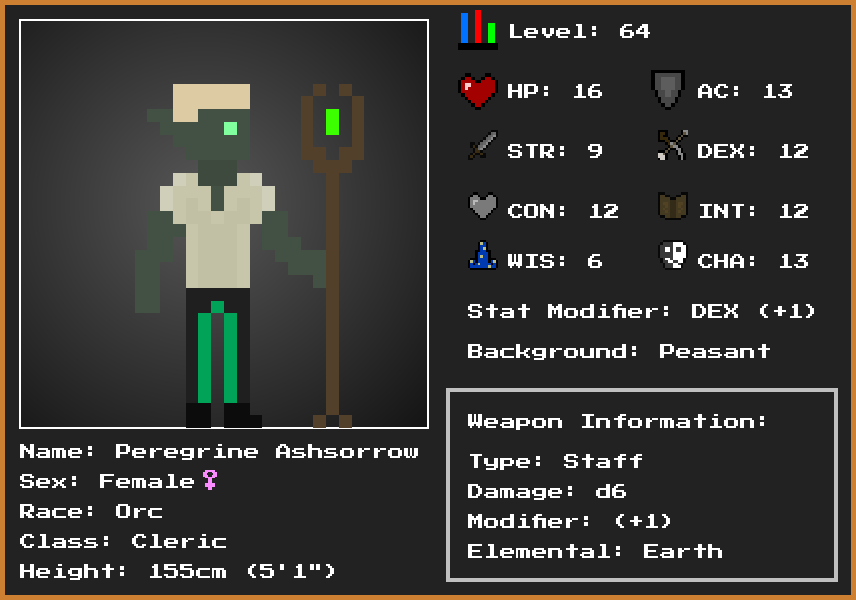 Level: 64
HP: 16
AC: 13
STR: 9
DEX: 12
CON: 12
INT: 12
WIS: 6
CHA: 13
Stat Modifier: DEX (+1)
Background: Peasant
Weapon Information:
Type: Staff
Damage: d6
Modifier: (+1)
Elemental: Earth
Name: Peregrine Ashsorrow
Sex: Female♀
Race: Orc
Class: Cleric
Height: 155cm (5'1")